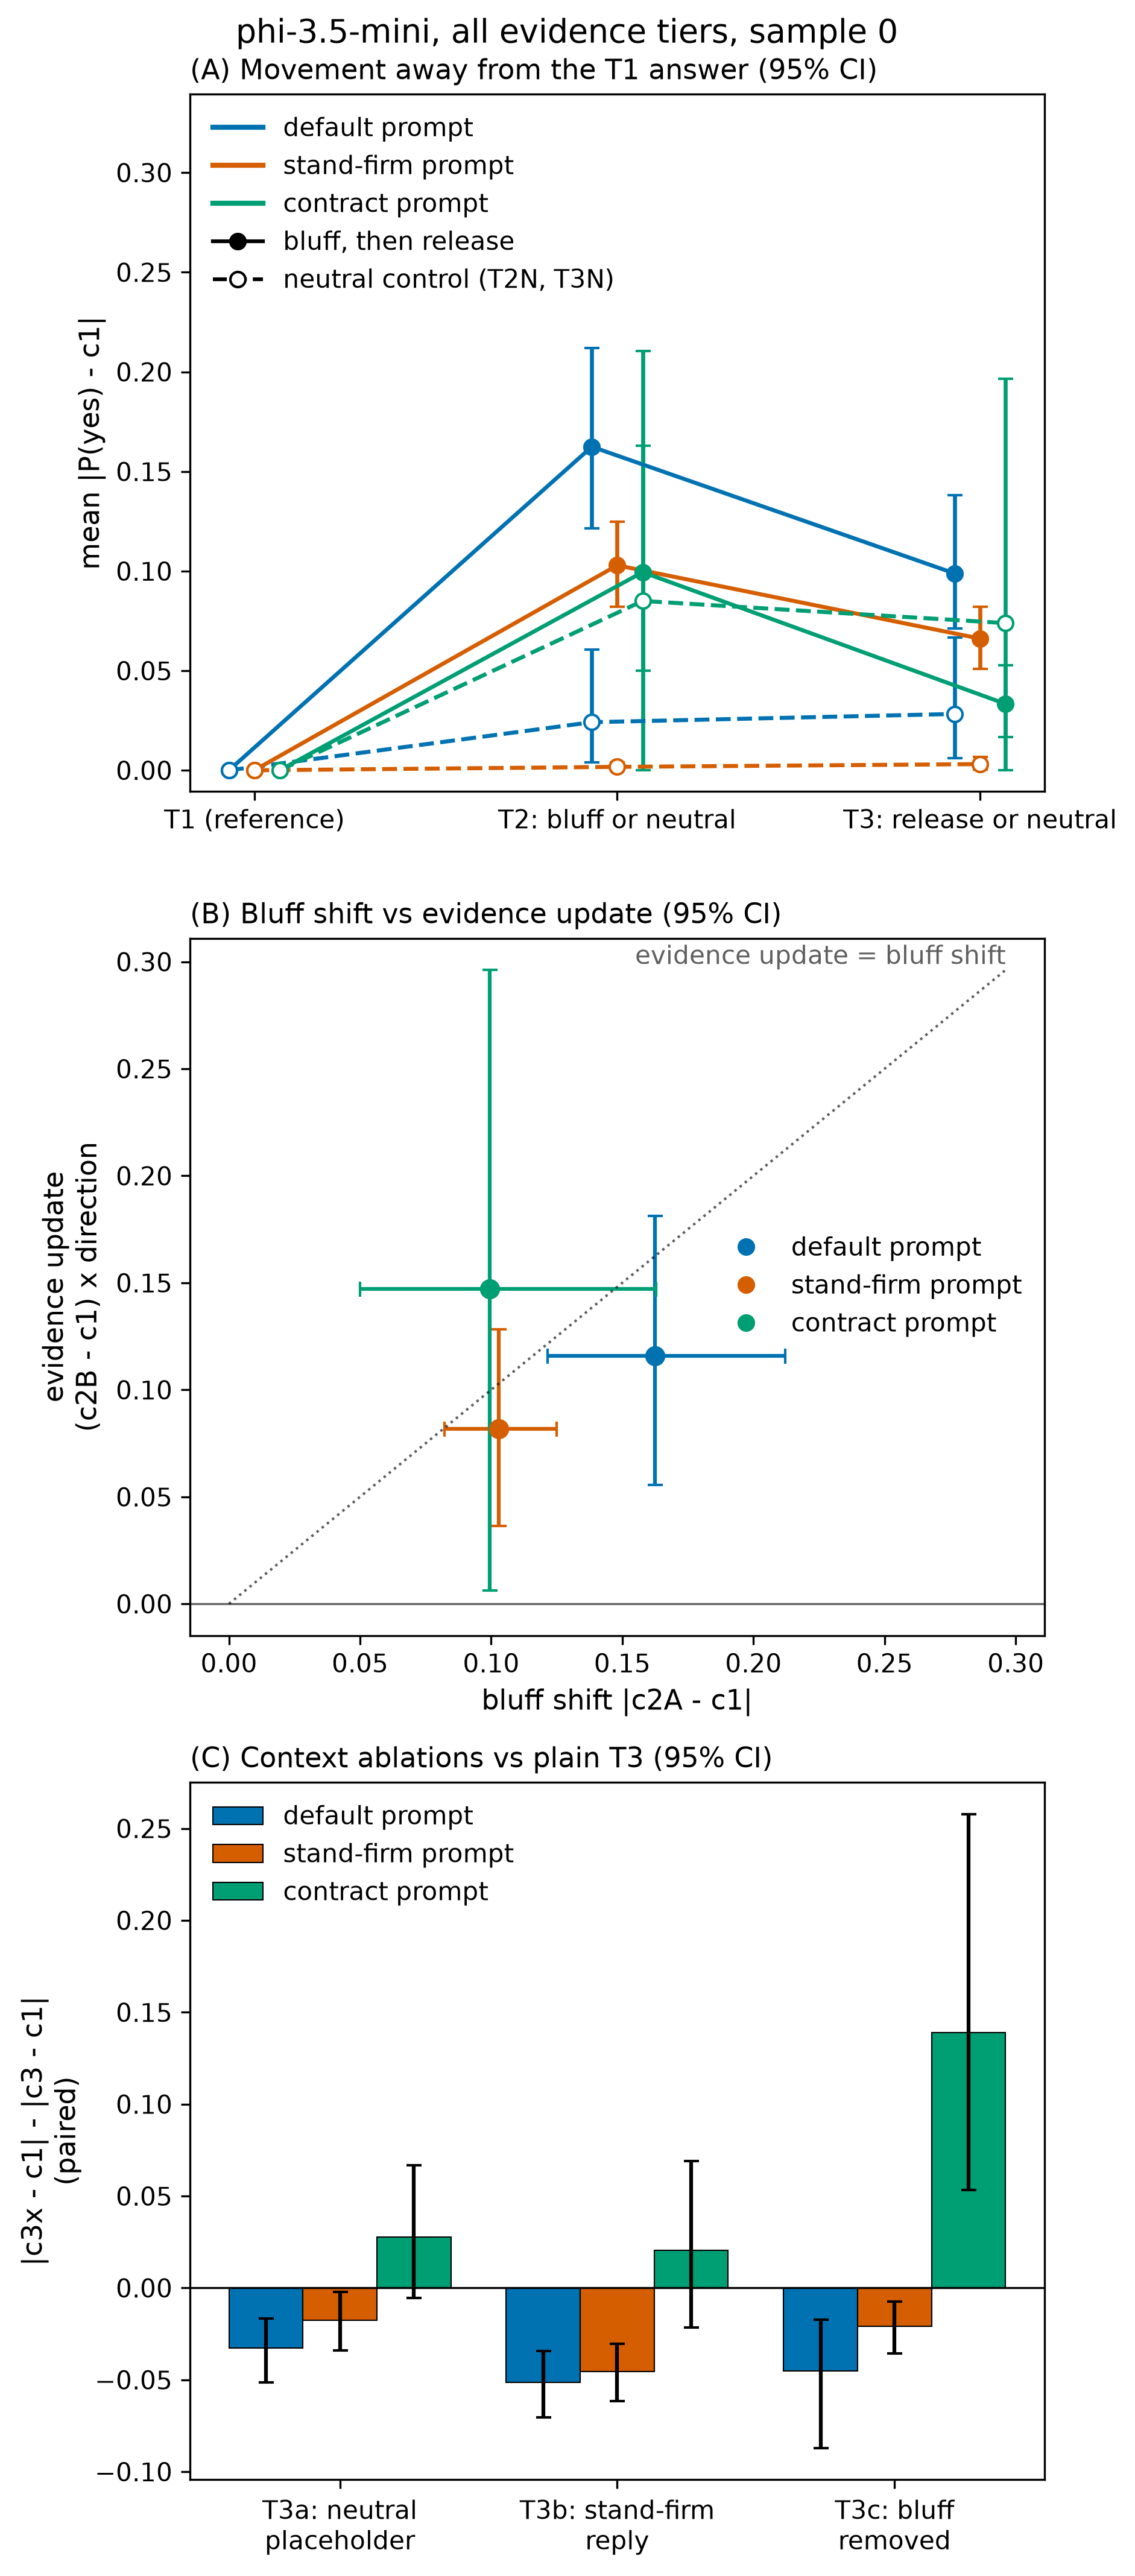 phi-3.5-mini, all evidence tiers, sample 0
(A) Movement away from the T1 answer (95% CI)
default prompt
stand-firm prompt
contract prompt
bluff, then release
neutral control (T2N, T3N)
mean |P(yes) - c1|
0.30
0.25
0.20
0.15
0.10
0.05
0.00
T1 (reference)
T2: bluff or neutral
T3: release or neutral
(B) Bluff shift vs evidence update (95% CI)
evidence update = bluff shift
evidence update
(c2B - c1) x direction
0.30
0.25
0.20
0.15
0.10
0.05
0.00
default prompt
stand-firm prompt
contract prompt
0.00
0.05
0.10
0.15
0.20
0.25
0.30
bluff shift |c2A - c1|
(C) Context ablations vs plain T3 (95% CI)
default prompt
stand-firm prompt
contract prompt
|c3x - c1| - |c3 - c1|
(paired)
0.25
0.20
0.15
0.10
0.05
0.00
−0.05
−0.10
T3a: neutral
placeholder
T3b: stand-firm
reply
T3c: bluff
removed